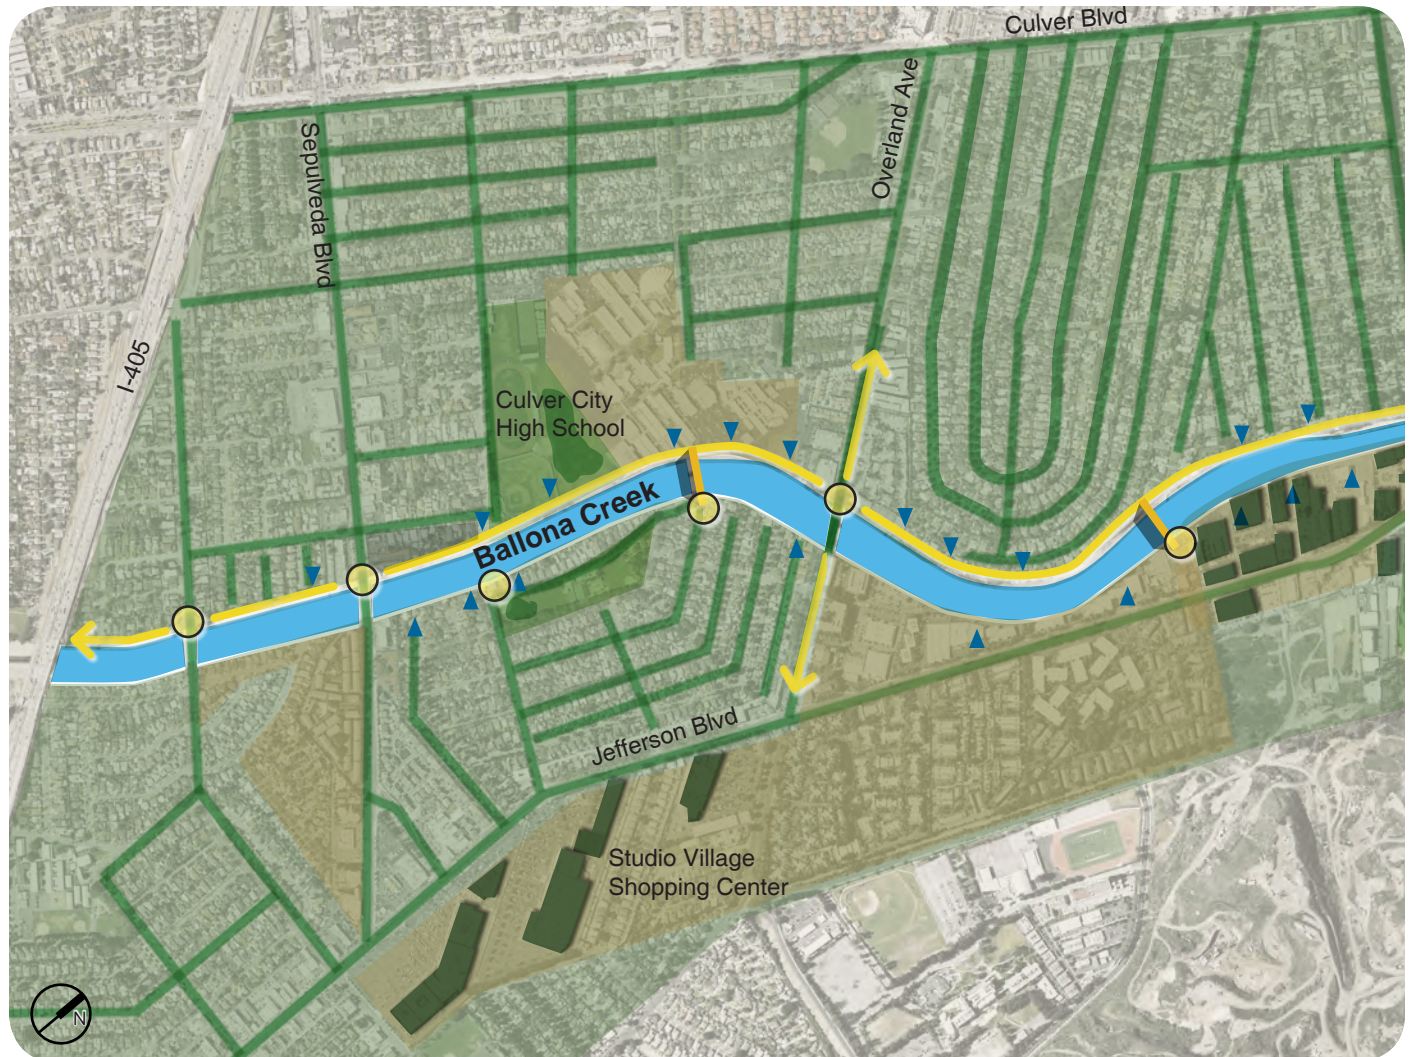 Culver Blvd
Overland Ave
Sepulveda Blvd
I-405
Culver City
High School
Ballona Creek
Jefferson Blvd
Studio Village
Shopping Center
N